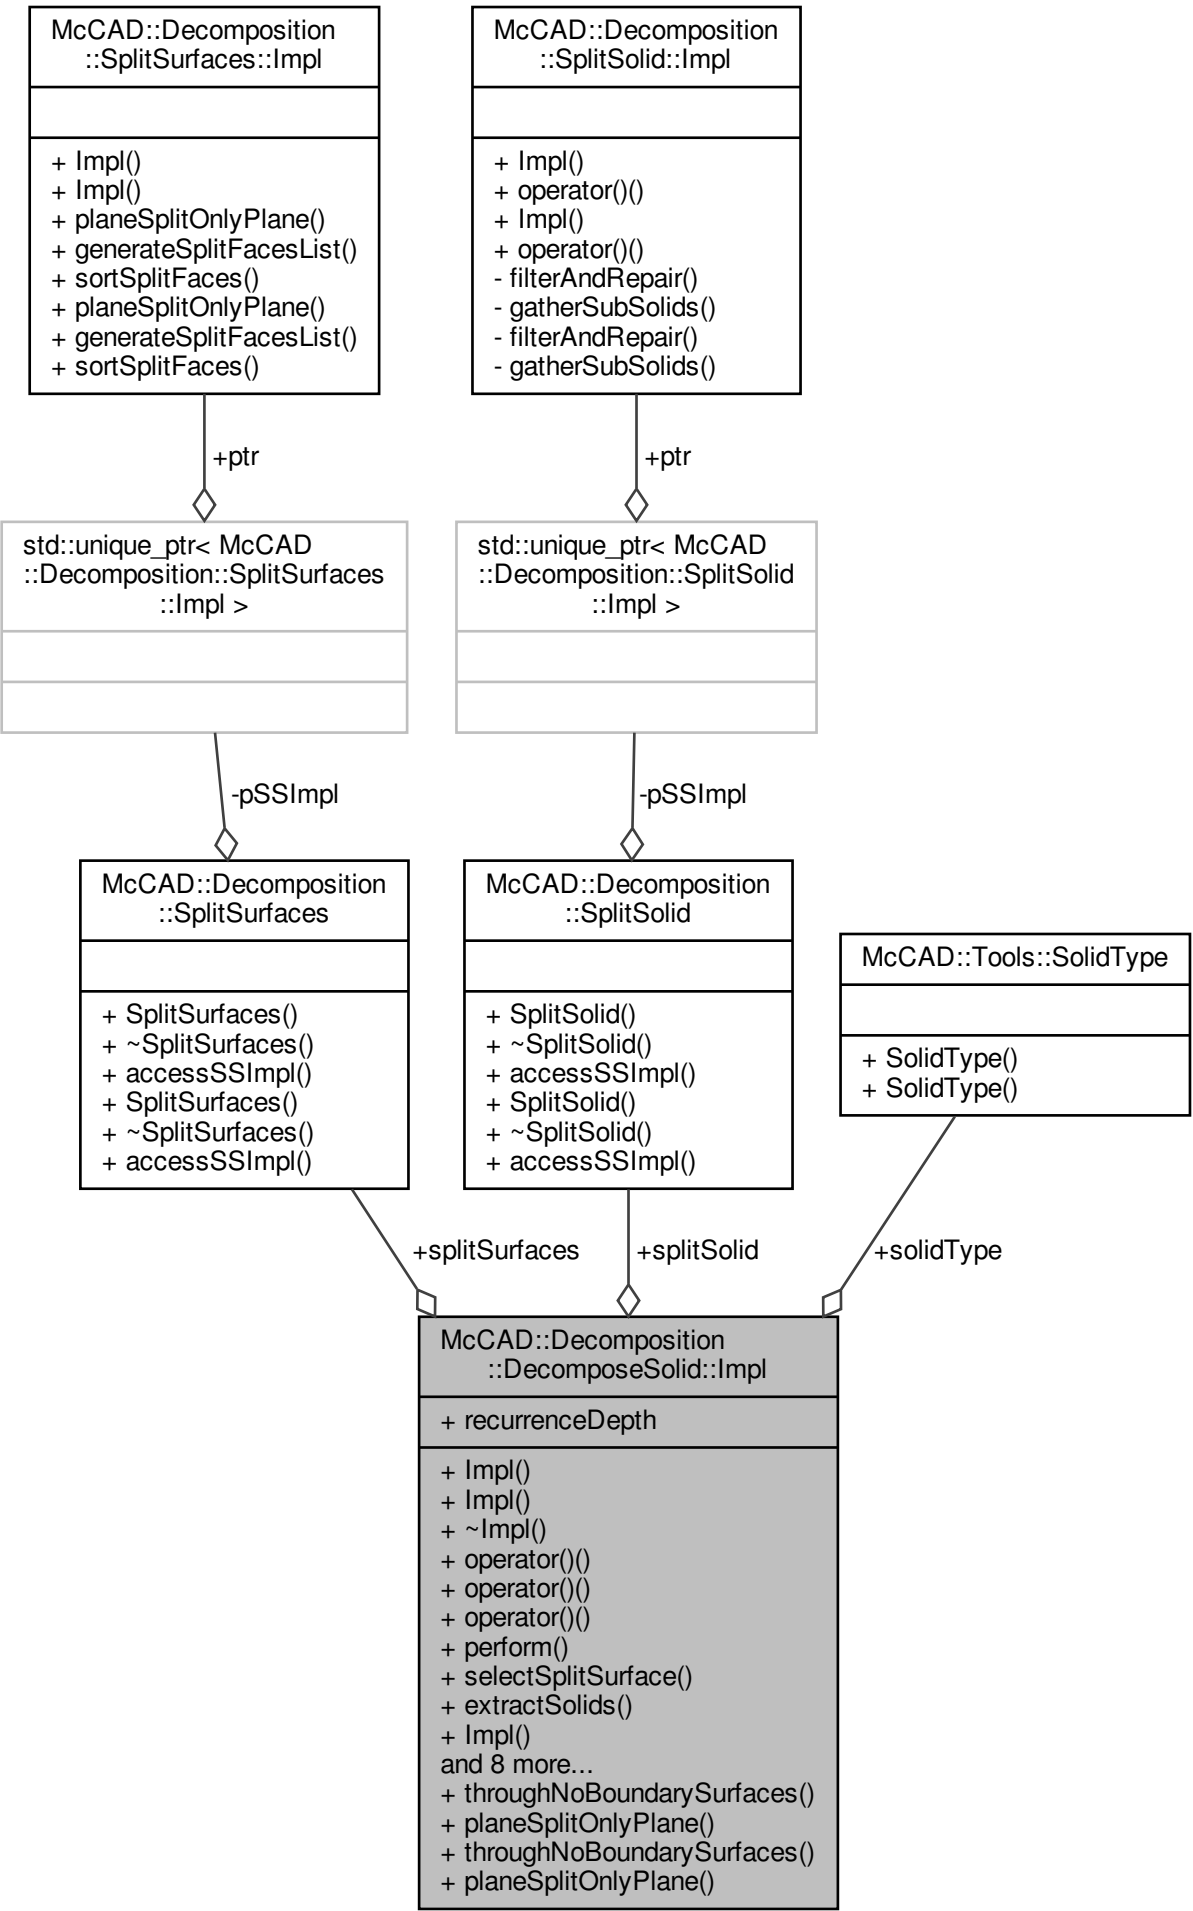 McCAD::Decomposition
::SplitSurfaces::Impl
+ Impl()
+ Impl()
+ planeSplitOnlyPlane()
+ generateSplitFacesList()
+ sortSplitFaces()
+ planeSplitOnlyPlane()
+ generateSplitFacesList()
+ sortSplitFaces()
McCAD::Decomposition
::SplitSolid::Impl
+ Impl()
+ operator()()
+ Impl()
+ operator()()
- filterAndRepair()
- gatherSubSolids()
- filterAndRepair()
- gatherSubSolids()
+ptr
+ptr
std::unique_ptr< McCAD
::Decomposition::SplitSurfaces
::Impl >
std::unique_ptr< McCAD
::Decomposition::SplitSolid
::Impl >
-pSSImpl
-pSSImpl
McCAD::Decomposition
::SplitSurfaces
+ SplitSurfaces()
+ ~SplitSurfaces()
+ accessSSImpl()
+ SplitSurfaces()
+ ~SplitSurfaces()
+ accessSSImpl()
McCAD::Decomposition
::SplitSolid
+ SplitSolid()
+ ~SplitSolid()
+ accessSSImpl()
+ SplitSolid()
+ ~SplitSolid()
+ accessSSImpl()
McCAD::Tools::SolidType
+ SolidType()
+ SolidType()
+splitSurfaces
+splitSolid
+solidType
McCAD::Decomposition
::DecomposeSolid::Impl
+ recurrenceDepth
+ Impl()
+ Impl()
+ ~Impl()
+ operator()()
+ operator()()
+ operator()()
+ perform()
+ selectSplitSurface()
+ extractSolids()
+ Impl()
and 8 more...
+ throughNoBoundarySurfaces()
+ planeSplitOnlyPlane()
+ throughNoBoundarySurfaces()
+ planeSplitOnlyPlane()